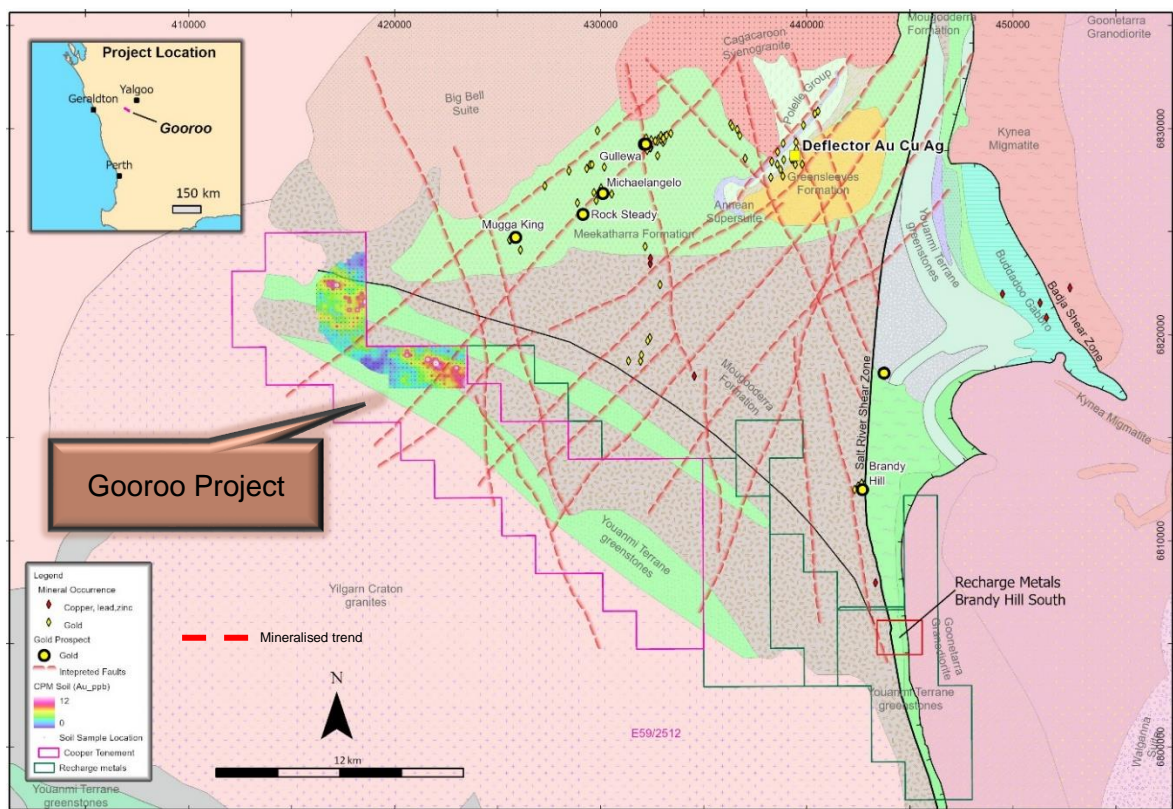 410000
420000
430000
440000
450000
Project Location
Yalgoo
Geraldton
Gooroo
Perth
150 km
Big Bell
Suite
Cagacaroon
Syenogranite
Mougooderra
Formation
Goonetarra
Granodiorite
Polelle Group
6830000
Kynea
Migmatite
Gullewa
Deflector Au Cu Ag
Greensleeves
Formation
Michaelangelo
Annean
Supersuite
Rock Steady
Mugga King
Meekatharra Formation
Youanmi Terrane
greenstones
Buddadoo Gabbro
Badja Shear Zone
6820000
Mougooderra
Formation
Salt River Shear Zone
Kynea Migmatite
Gooroo Project
Brandy
Hill
Youanmi Terrane
greenstones
6810000
Yilgarn Craton
granites
Recharge Metals
Brandy Hill South
Goonetarra
Granodiorite
Legend
Mineral Occurrence
Copper, lead,zinc
Gold
Gold Prospect
Gold
Intepreted Faults
CPM Soil (Au_ppb)
12
0
Soil Sample Location
Cooper Tenement
Recharge metals
Mineralised trend
N
12 km
E59/2512
Youanmi Terrane
greenstones
Walganna
Suite
6800000
Youanmi Terrane
greenstones